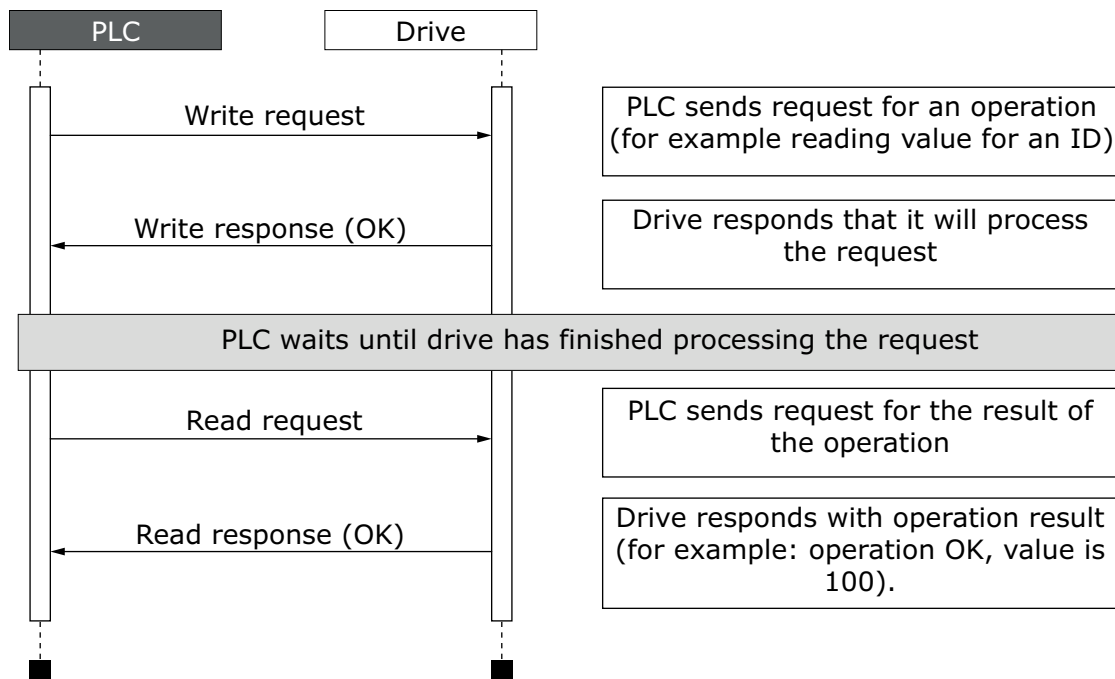 PLC
Drive
Write request
PLC sends request for an operation
(for example reading value for an ID)
Write response (OK)
Drive responds that it will process
the request
PLC waits until drive has finished processing the request
Read request
PLC sends request for the result of
the operation
Read response (OK)
Drive responds with operation result
(for example: operation OK, value is
100).